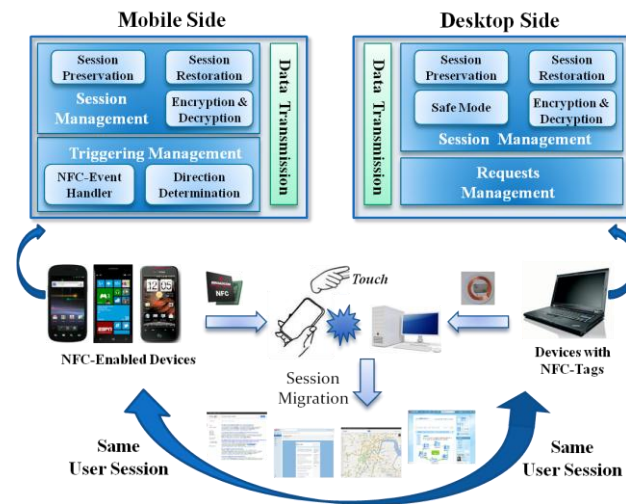 Mobile Side
Desktop Side
Session
Preservation
Session
Restoration
Session
Management
Encryption &
Decryption
Triggering Management
NFC-Event
Handler
Direction
Determination
Data Transmission
Data Transmission
Session
Preservation
Session
Restoration
Safe Mode
Encryption &
Decryption
Session Management
Requests
Management
Touch
NFC
NFC-Enabled Devices
Devices with
NFC-Tags
Session
Migration
Same
User Session
Same
User Session